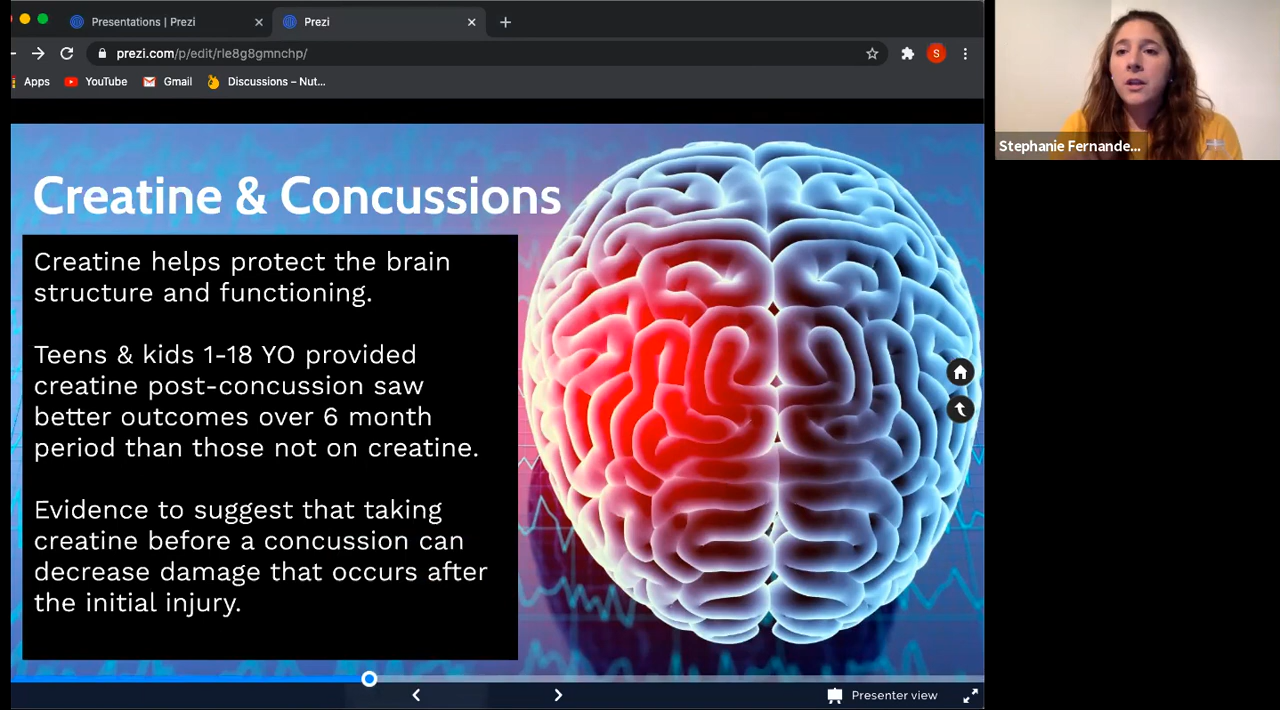 Presentations | Prezi
Prezi
prezi.com/p/edit/rle8g8gmnchp/
S
Apps
YouTube
Gmail
Discussions – Nut...
Stephanie Fernande...
Creatine & Concussions
Creatine helps protect the brain
structure and functioning.
Teens & kids 1-18 YO provided
creatine post-concussion saw
better outcomes over 6 month
period than those not on creatine.
Evidence to suggest that taking
creatine before a concussion can
decrease damage that occurs after
the initial injury.
Presenter view